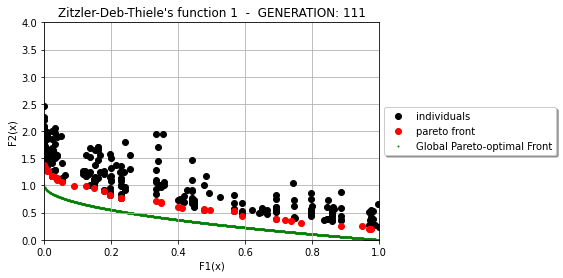 Zitzler-Deb-Thiele's function 1 - GENERATION: 111
4.0
3.5
3.0
2.5
2.0
1.5
1.0
0.5
0.0
F2(x)
0.0 0.2 0.4 0.6 0.8 1.0
F1(x)
individuals
pareto front
Global Pareto-optimal Front